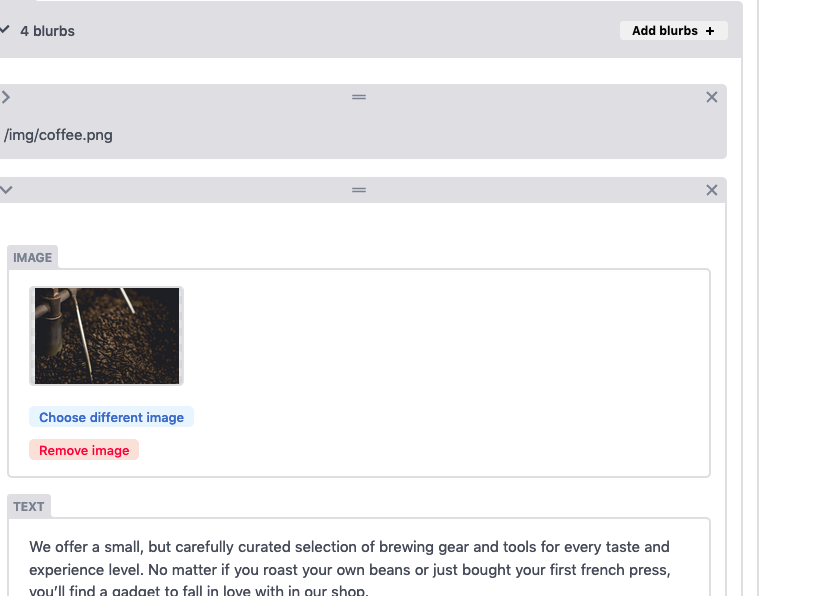 4 blurbs
Add blurbs +
/img/coffee.png
IMAGE
Choose different image
Remove image
TEXT
We offer a small, but carefully curated selection of brewing gear and tools for every taste and
experience level. No matter if you roast your own beans or just bought your first french press,
you'll find a gadget to fall in love with in our shop.